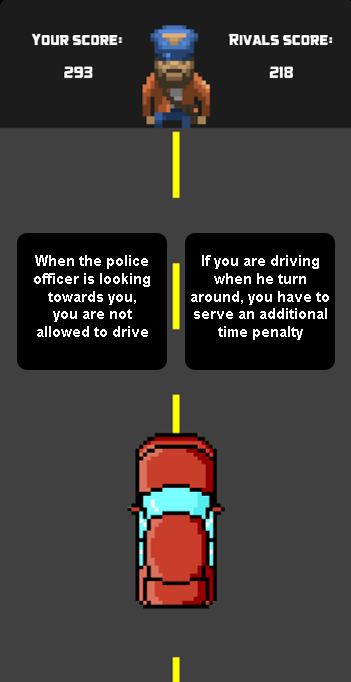 Your score:
293
Rivals score:
218
When the police
officer is looking
towards you,
you are not
allowed to drive
If you are driving
when he turn
around, you have to
serve an additional
time penalty